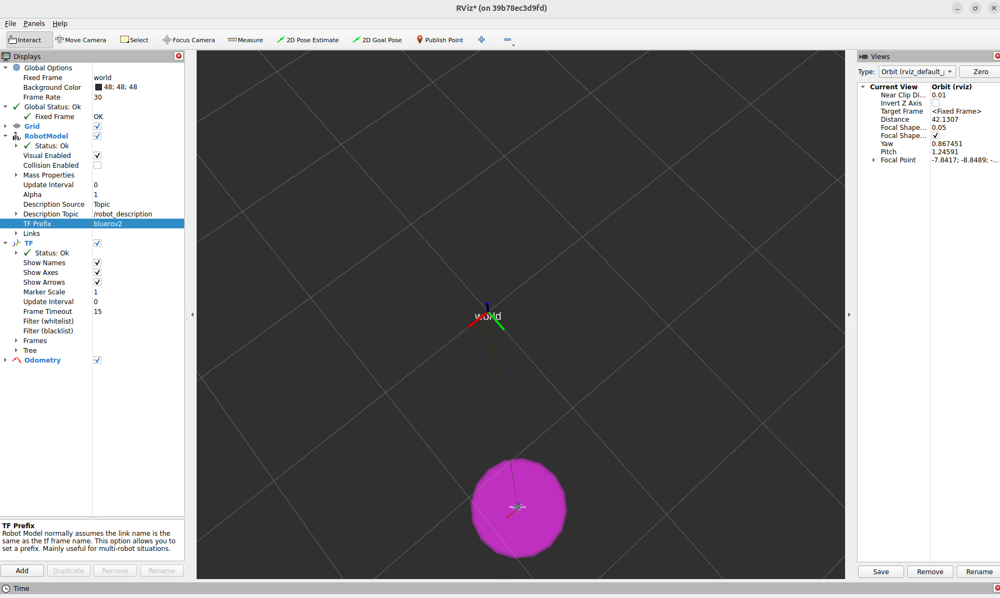 RViz* (on 39b78ec3d9fd)
File Panels Help
Interact Move Camera Select Focus Camera Measure 2D Pose Estimate 2D Goal Pose Publish Point
Displays
Global Options
Fixed Frame world
Background Color 48; 48; 48
Frame Rate 30
Global Status: Ok
Fixed Frame OK
Grid
RobotModel
Status: Ok
Visual Enabled
Collision Enabled
Mass Properties
Update Interval 0
Alpha 1
Description Source Topic
Description Topic /robot_description
TF Prefix bluerov2
Links
TF
Status: Ok
Show Names
Show Axes
Show Arrows
Marker Scale 1
Update Interval 0
Frame Timeout 15
Filter (whitelist)
Filter (blacklist)
Frames
Tree
Odometry
TF Prefix
Robot Model normally assumes the link name is the
same as the tf frame name. This option allows you to
set a prefix. Mainly useful for multi-robot situations.
Add Duplicate Remove Rename
world
Views
Type: Orbit (rviz_default_ Zero
Current View Orbit (rviz)
Near Clip Di... 0.01
Invert Z Axis
Target Frame <Fixed Frame>
Distance 42.1307
Focal Shape... 0.05
Focal Shape...
Yaw 0.867451
Pitch 1.24591
Focal Point -7.8417; -8.8489; -...
Save Remove Rename
Time